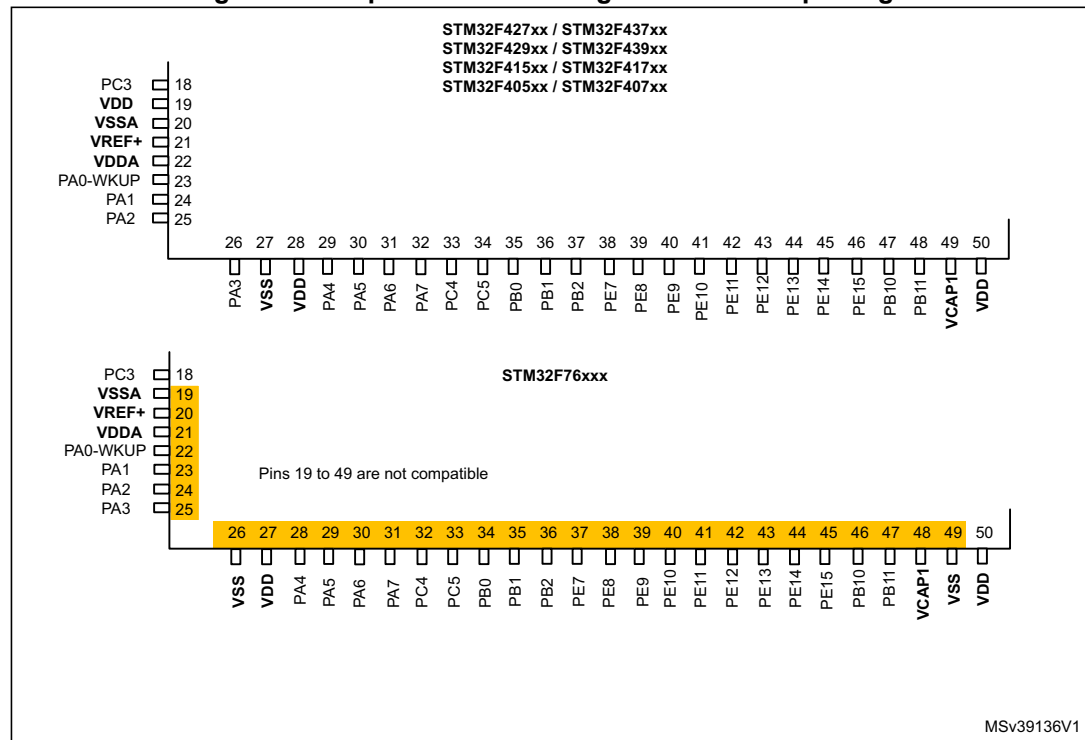 STM32F427xx / STM32F437xx
STM32F429xx / STM32F439xx
STM32F415xx / STM32F417xx
STM32F405xx / STM32F407xx
PC3 18
VDD 19
VSSA 20
VREF+ 21
VDDA 22
PA0-WKUP 23
PA1 24
PA2 25
26 27 28 29 30 31 32 33 34 35 36 37 38 39 40 41 42 43 44 45 46 47 48 49 50
PA3 VSS VDD PA4 PA5 PA6 PA7 PC4 PC5 PB0 PB1 PB2 PE7 PE8 PE9 PE10 PE11 PE12 PE13 PE14 PE15 PB10 PB11 VCAP1 VDD
STM32F76xxx
PC3 18
VSSA 19
VREF+ 20
VDDA 21
PA0-WKUP 22
PA1 23
PA2 24
PA3 25
Pins 19 to 49 are not compatible
26 27 28 29 30 31 32 33 34 35 36 37 38 39 40 41 42 43 44 45 46 47 48 49 50
VSS VDD PA4 PA5 PA6 PA7 PC4 PC5 PB0 PB1 PB2 PE7 PE8 PE9 PE10 PE11 PE12 PE13 PE14 PE15 PB10 PB11 VCAP1 VSS VDD
MSv39136V1